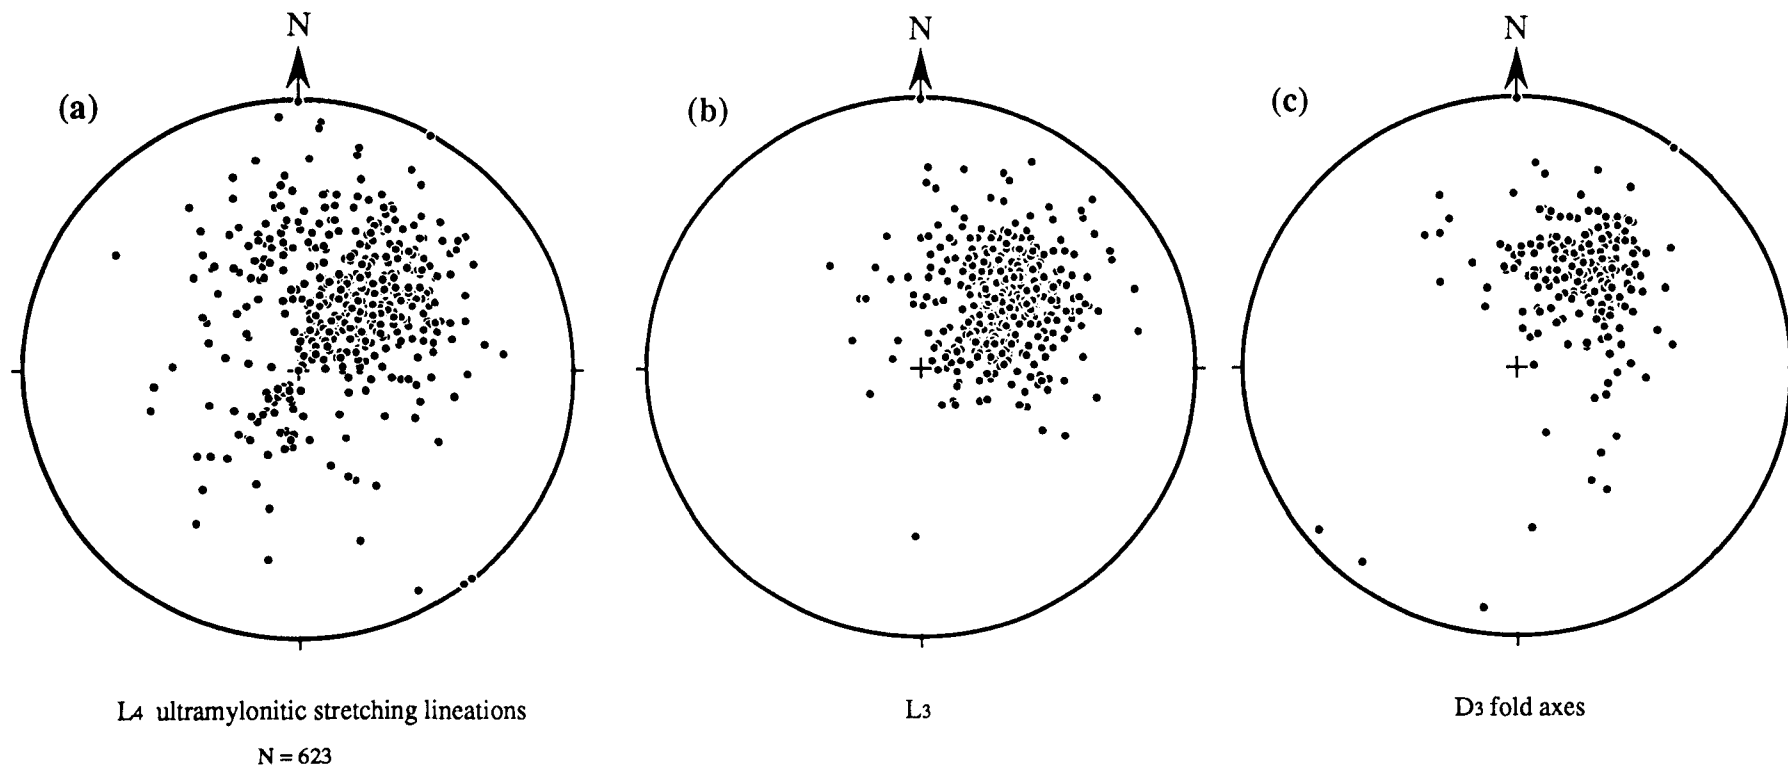 N
N
N
(a)
(b)
(c)
L4 ultramylonitic stretching lineations
N = 623
L3
D3 fold axes